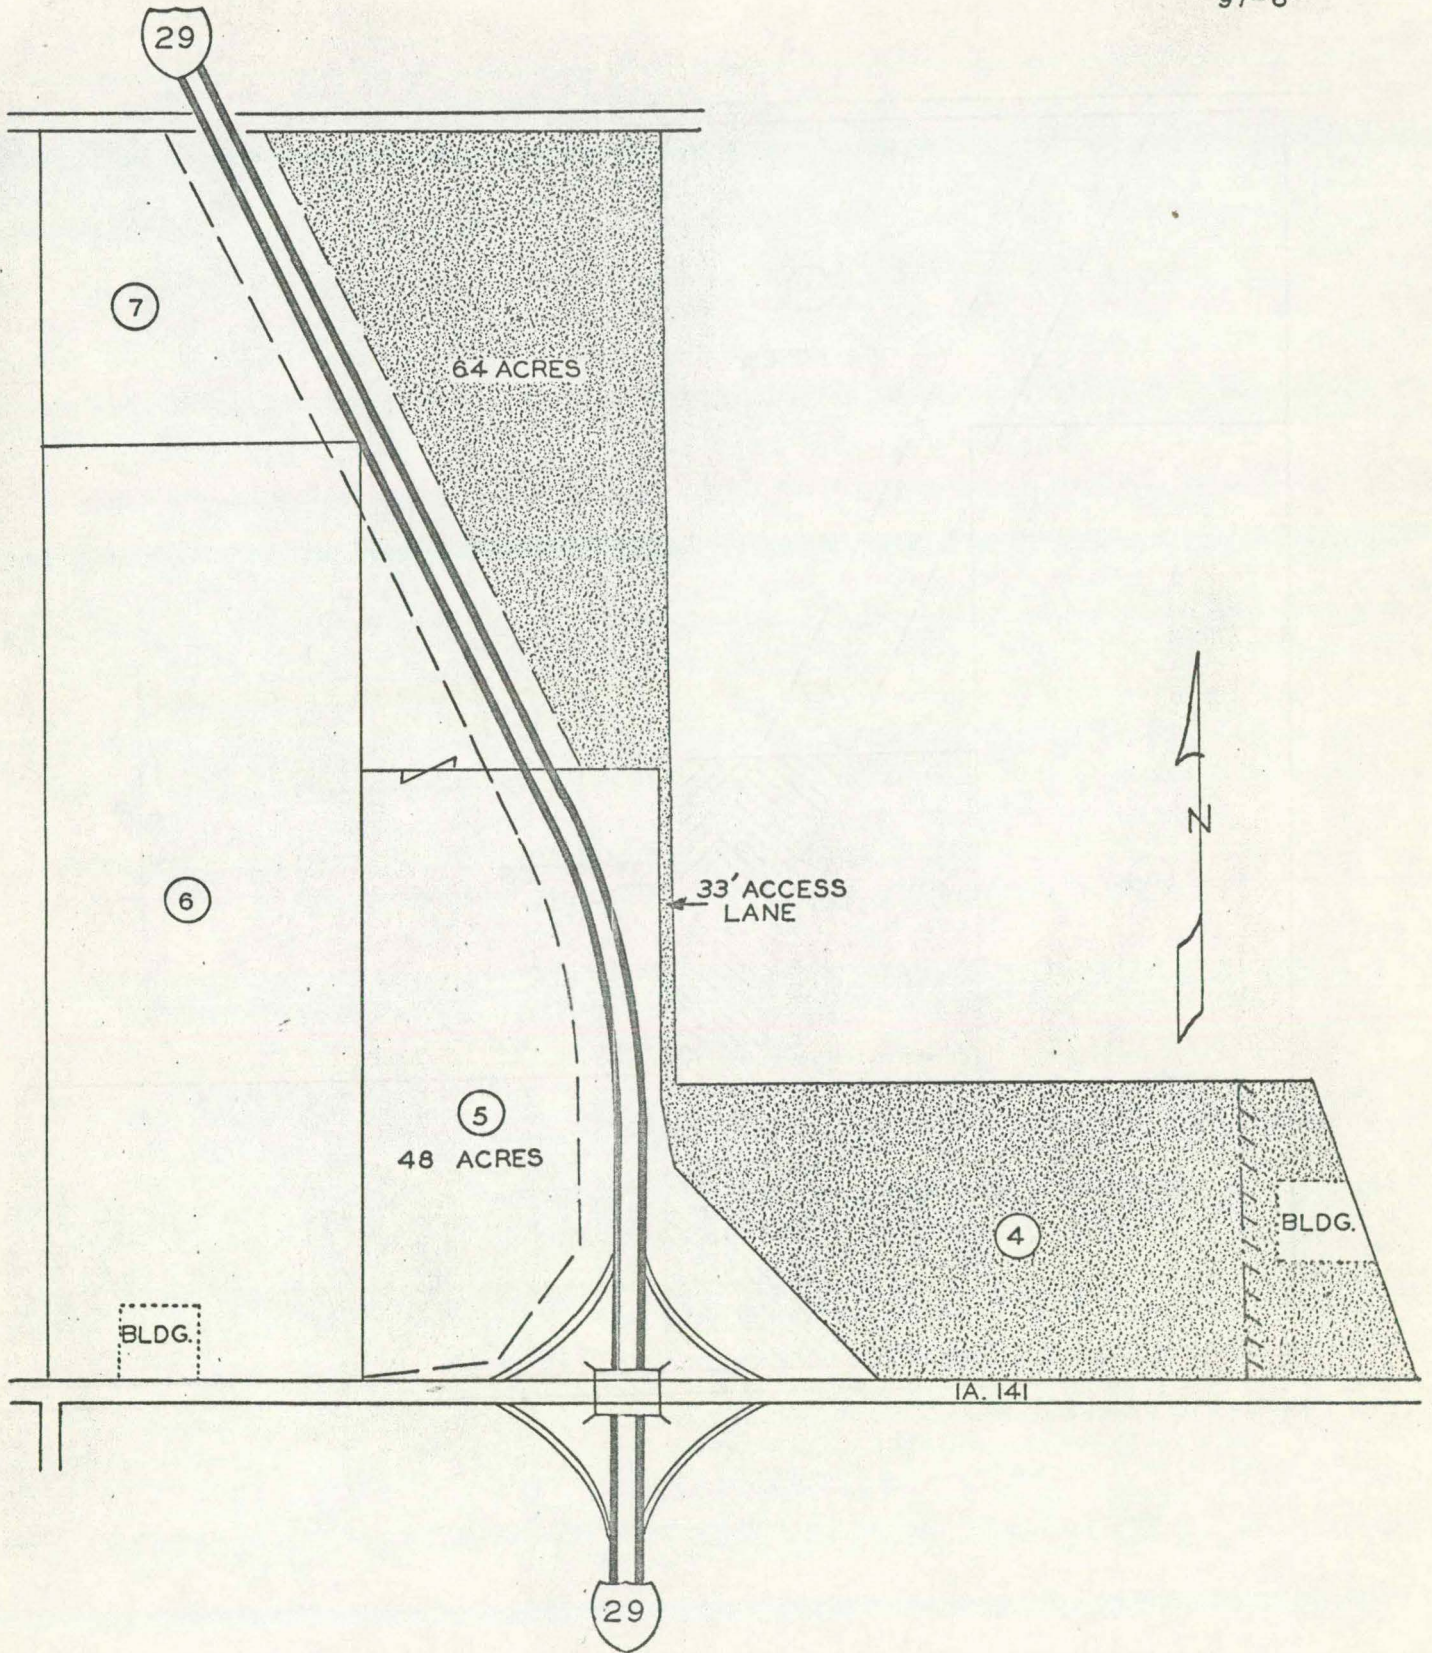 29
7
64 ACRES
6
33' ACCESS
LANE
N
5
48 ACRES
4
BLDG.
BLDG.
IA. 141
29